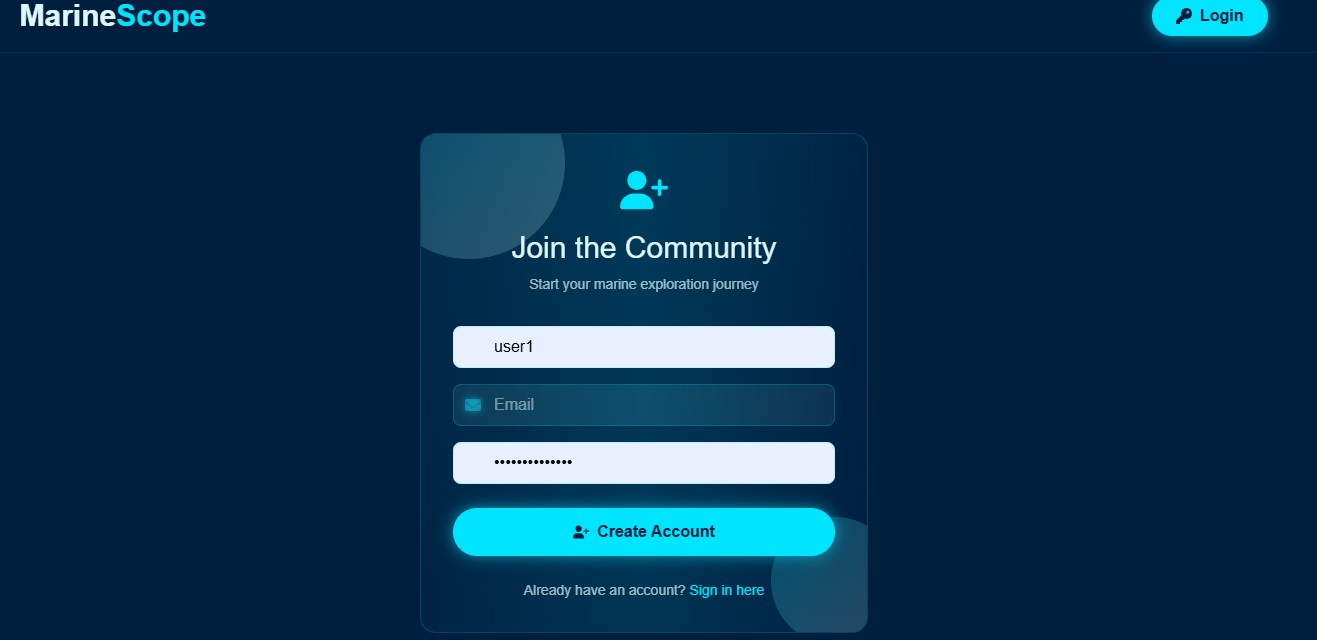 MarineScope
Login
Join the Community
Start your marine exploration journey
user1
Email
••••••••••••••
Create Account
Already have an account? Sign in here